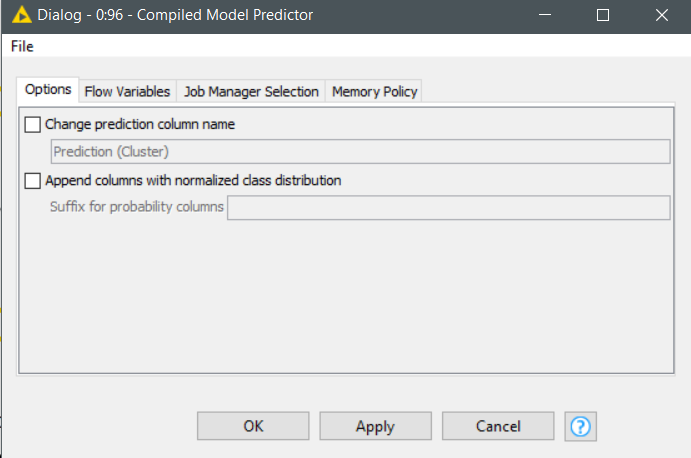 Dialog - 0:96 - Compiled Model Predictor
File
Options Flow Variables Job Manager Selection Memory Policy
Change prediction column name
Prediction (Cluster)
Append columns with normalized class distribution
Suffix for probability columns
OK Apply Cancel ?